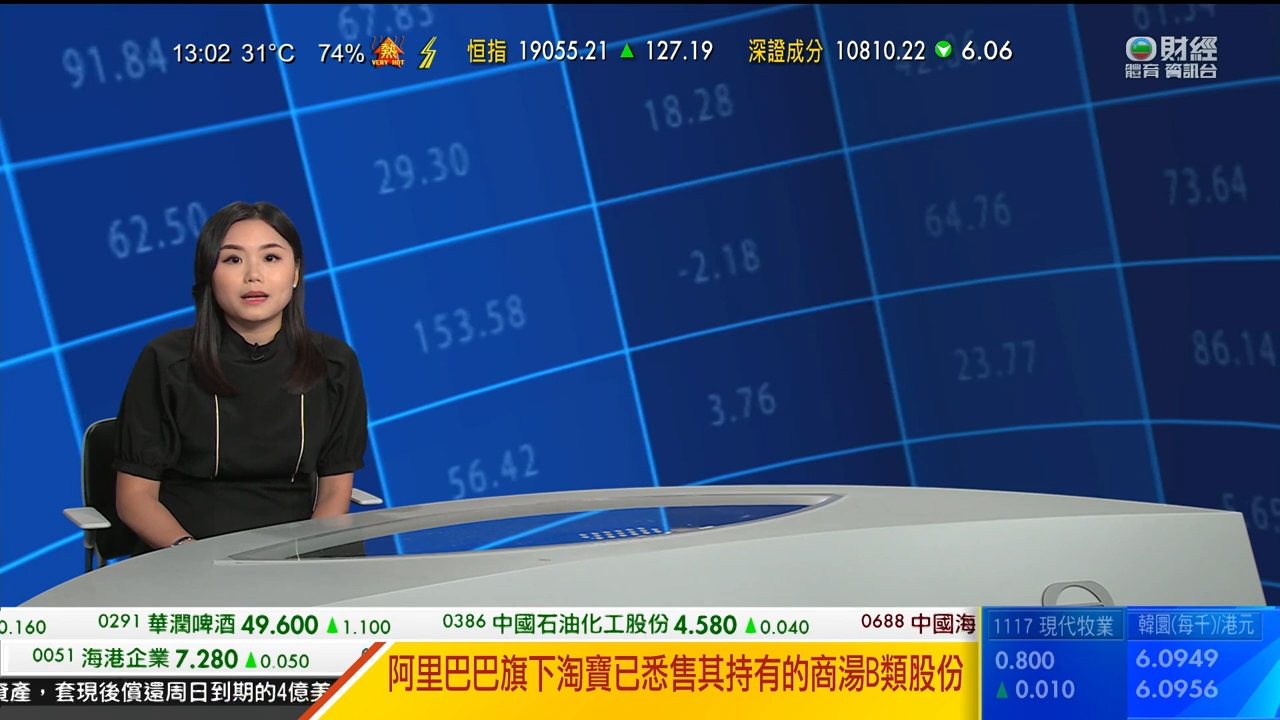 13:02 31°C 74% 熱 VERY HOT 恒指 19055.21 ▲ 127.19 深證成分 10810.22 ▼ 6.06
財經
體育 資訊台
67.83
91.84
18.28
29.30
73.64
62.50
64.76
-2.18
153.58
23.77
86.14
3.76
56.42
0.160 0291 華潤啤酒 49.600 ▲ 1.100 0386 中國石油化工股份 4.580 ▲ 0.040 0688 中國海
0051 海港企業 7.280 ▲ 0.050
資產，套現後償還周日到期的4億美
阿里巴巴旗下淘寶已悉售其持有的商湯B類股份
1117 現代牧業
0.800
▲ 0.010
韓圜(每千)/港元
6.0949
6.0956